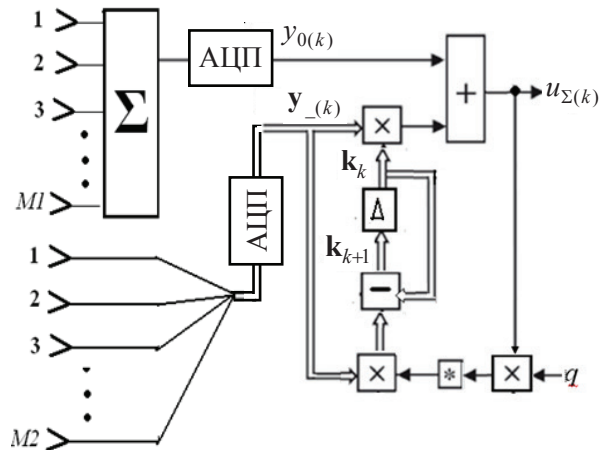 1
2
3
M1
Σ
АЦП
y0(k)
+
uΣ(k)
y_(k)
×
kk
Δ
kk+1
−
АЦП
1
2
3
M2
×
*
×
q